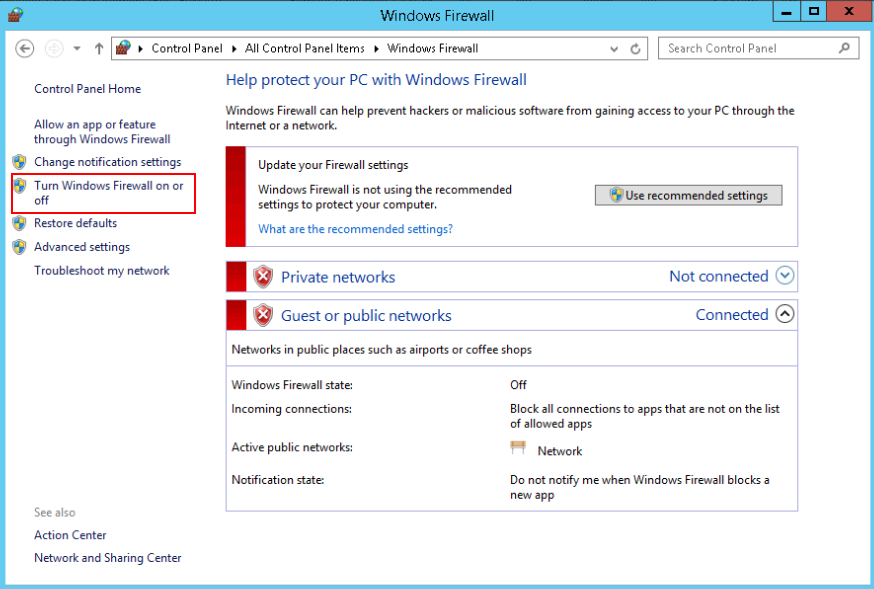 Windows Firewall
Control Panel
All Control Panel Items
Windows Firewall
Search Control Panel
Control Panel Home
Allow an app or feature
through Windows Firewall
Change notification settings
Turn Windows Firewall on or
off
Restore defaults
Advanced settings
Troubleshoot my network
See also
Action Center
Network and Sharing Center
Help protect your PC with Windows Firewall
Windows Firewall can help prevent hackers or malicious software from gaining access to your PC through the
Internet or a network.
Update your Firewall settings
Windows Firewall is not using the recommended
settings to protect your computer.
Use recommended settings
What are the recommended settings?
Private networks Not connected
Guest or public networks Connected
Networks in public places such as airports or coffee shops
Windows Firewall state: Off
Incoming connections: Block all connections to apps that are not on the list
of allowed apps
Active public networks: Network
Notification state: Do not notify me when Windows Firewall blocks a
new app